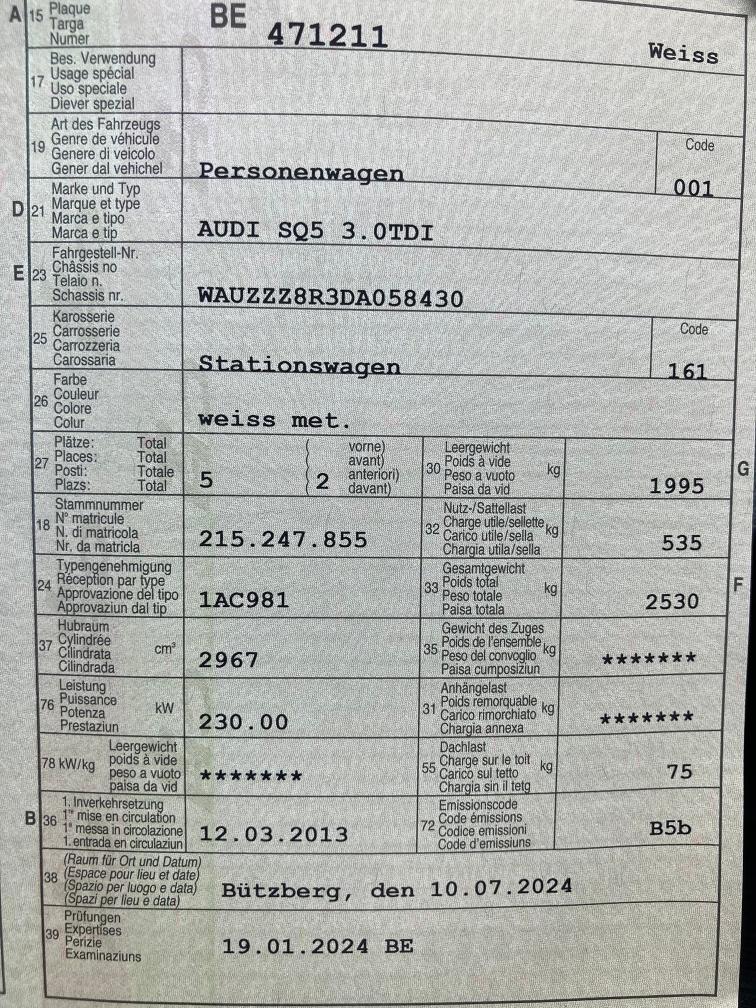 A 15 Plaque BE 471211 Weiss
Targa
Numer
17 Bes. Verwendung
Usage spécial
Uso speciale
Diever spezial
19 Art des Fahrzeugs
Genre de véhicule
Genere di veicolo
Gener dal vehichel
Personenwagen
Code
001
D 21 Marke und Typ
Marque et type
Marca e tipo
Marca e tip
AUDI SQ5 3.0TDI
E 23 Fahrgestell-Nr.
Châssis no
Telaio n.
Schassis nr.
WAUZZZ8R3DA058430
25 Karosserie
Carrosserie
Carrozzeria
Carossaria
Stationswagen
Code
161
26 Farbe
Couleur
Colore
Colur
weiss met.
27 Plätze: Total
Places: Total
Posti: Totale
Plazs: Total
5
( 2 vorne)
( avant)
( anteriori)
( davant)
30 Leergewicht
Poids à vide
Peso a vuoto
Paisa da vid
kg
1995
G
18 Stammnummer
N° matricule
N. di matricola
Nr. da matricla
215.247.855
32 Nutz-/Sattellast
Charge utile/sellette
Carico utile/sella
Chargia utila/sella
kg
535
24 Typengenehmigung
Réception par type
Approvazione del tipo
Approvaziun dal tip
1AC981
33 Gesamtgewicht
Poids total
Peso totale
Paisa totala
kg
2530
F
37 Hubraum
Cylindrée
Cilindrata
Cilindrada
cm³
2967
35 Gewicht des Zuges
Poids de l'ensemble
Peso del convoglio
Paisa cumposiziun
kg
*******
76 Leistung
Puissance
Potenza
Prestaziun
kW
230.00
31 Anhängelast
Poids remorquable
Carico rimorchiato
Chargia annexa
kg
*******
78 kW/kg
Leergewicht
poids à vide
peso a vuoto
paisa da vid
*******
55 Dachlast
Charge sur le toit
Carico sul tetto
Chargia sin il tetg
kg
75
B 36 1. Inverkehrsetzung
1re mise en circulation
1a messa in circolazione
1. entrada en circulaziun
12.03.2013
72 Emissionscode
Code émissions
Codice emissioni
Code d'emissiuns
B5b
38 (Raum für Ort und Datum)
(Espace pour lieu et date)
(Spazio per luogo e data)
(Spazi per lieu e data)
Bützberg, den 10.07.2024
39 Prüfungen
Expertises
Perizie
Examinaziuns
19.01.2024 BE